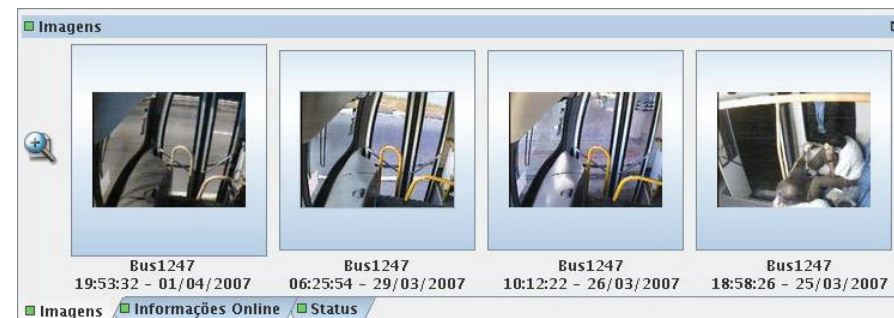 Imagens
Bus1247 Bus1247 Bus1247 Bus1247
19:53:32 - 01/04/2007 06:25:54 - 29/03/2007 10:12:22 - 26/03/2007 18:58:26 - 25/03/2007
Imagens Informações Online Status